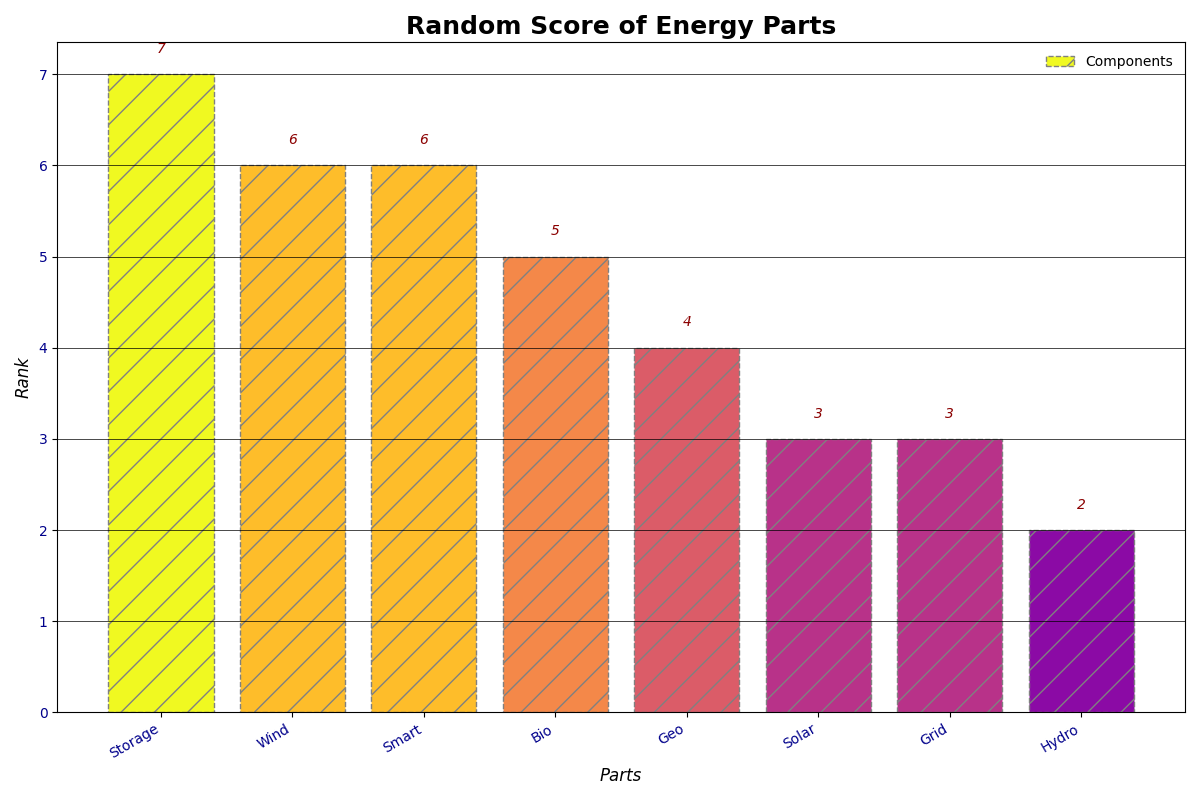 Random Score of Energy Parts
Components
Rank
7
6
5
4
3
2
1
0
7
6
6
5
4
3
3
2
Storage
Wind
Smart
Bio
Geo
Solar
Grid
Hydro
Parts